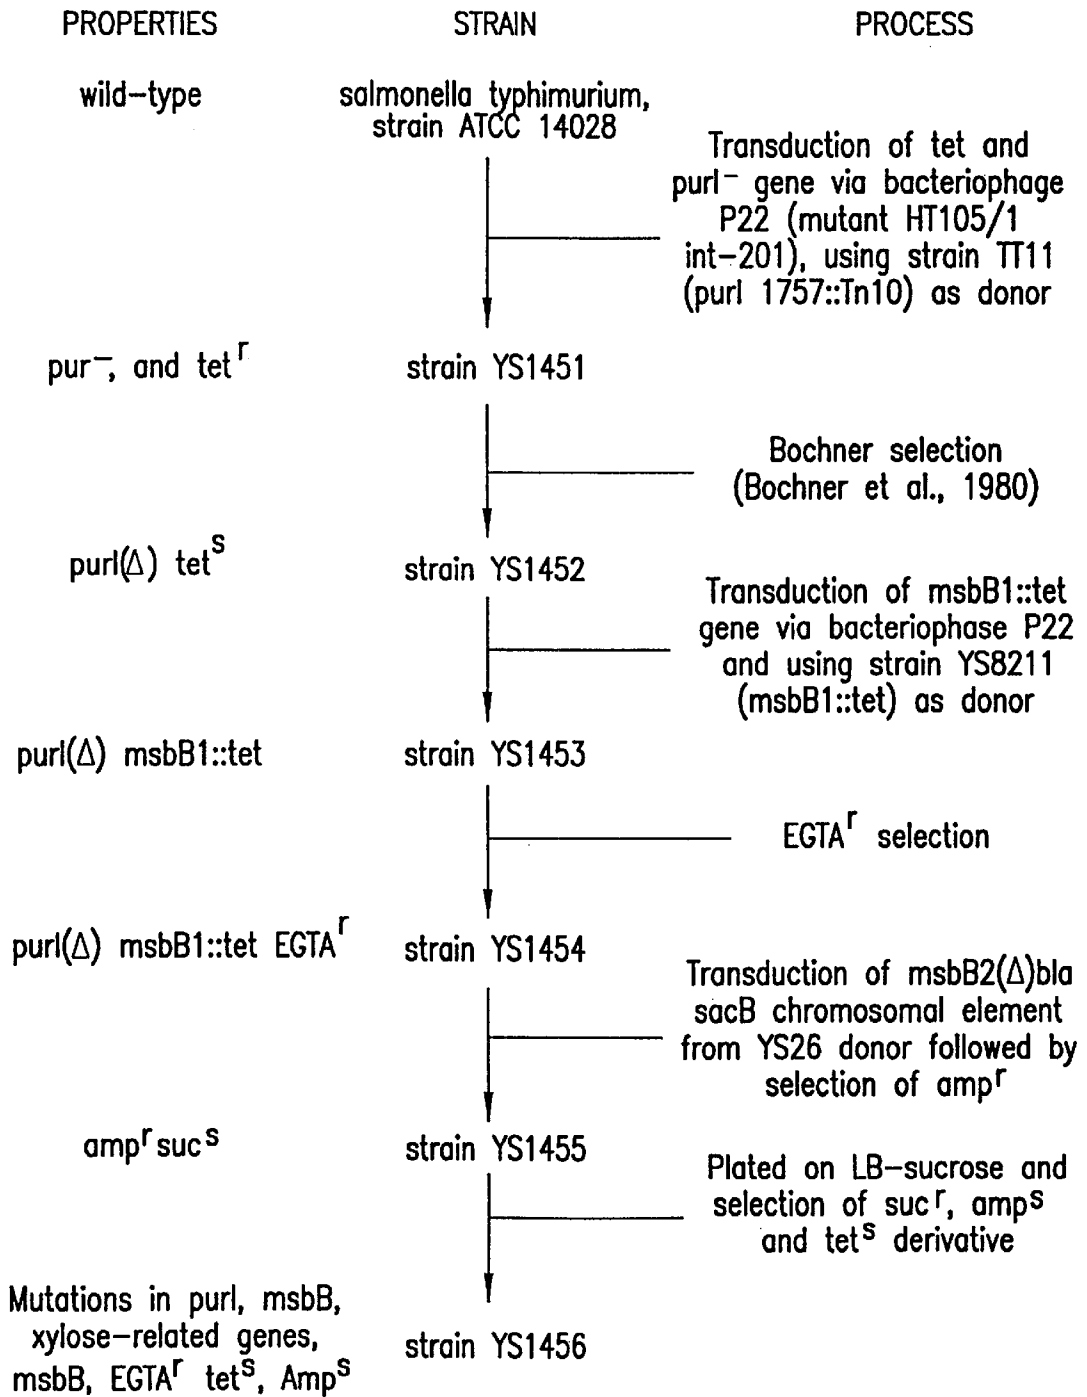 PROPERTIES STRAIN PROCESS
wild-type
salmonella typhimurium,
strain ATCC 14028
Transduction of tet and
purI⁻ gene via bacteriophage
P22 (mutant HT105/1
int-201), using strain TT11
(purI 1757::Tn10) as donor
pur⁻, and tetʳ
strain YS1451
Bochner selection
(Bochner et al., 1980)
purI(Δ) tetˢ
strain YS1452
Transduction of msbB1::tet
gene via bacteriophase P22
and using strain YS8211
(msbB1::tet) as donor
purI(Δ) msbB1::tet
strain YS1453
EGTAʳ selection
purI(Δ) msbB1::tet EGTAʳ
strain YS1454
Transduction of msbB2(Δ)bla
sacB chromosomal element
from YS26 donor followed by
selection of ampʳ
ampʳ sucˢ
strain YS1455
Plated on LB-sucrose and
selection of sucʳ, ampˢ
and tetˢ derivative
Mutations in purI, msbB,
xylose-related genes,
msbB, EGTAʳ tetˢ, Ampˢ
strain YS1456